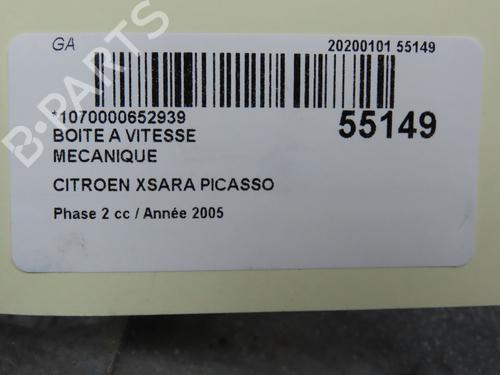 GA
20200101 55149
*1070000652939
55149
BOITE A VITESSE
MECANIQUE
CITROEN XSARA PICASSO
Phase 2 cc / Année 2005
B-PARTS